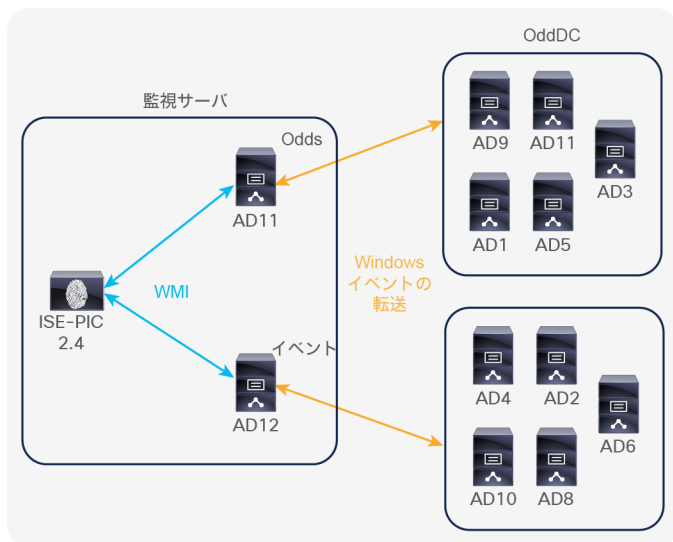 OddDC
監視サーバ
Odds
AD9
AD11
AD3
AD11
AD1
AD5
Windows
イベントの
転送
WMI
ISE-PIC
2.4
イベント
AD12
AD4
AD2
AD6
AD10
AD8